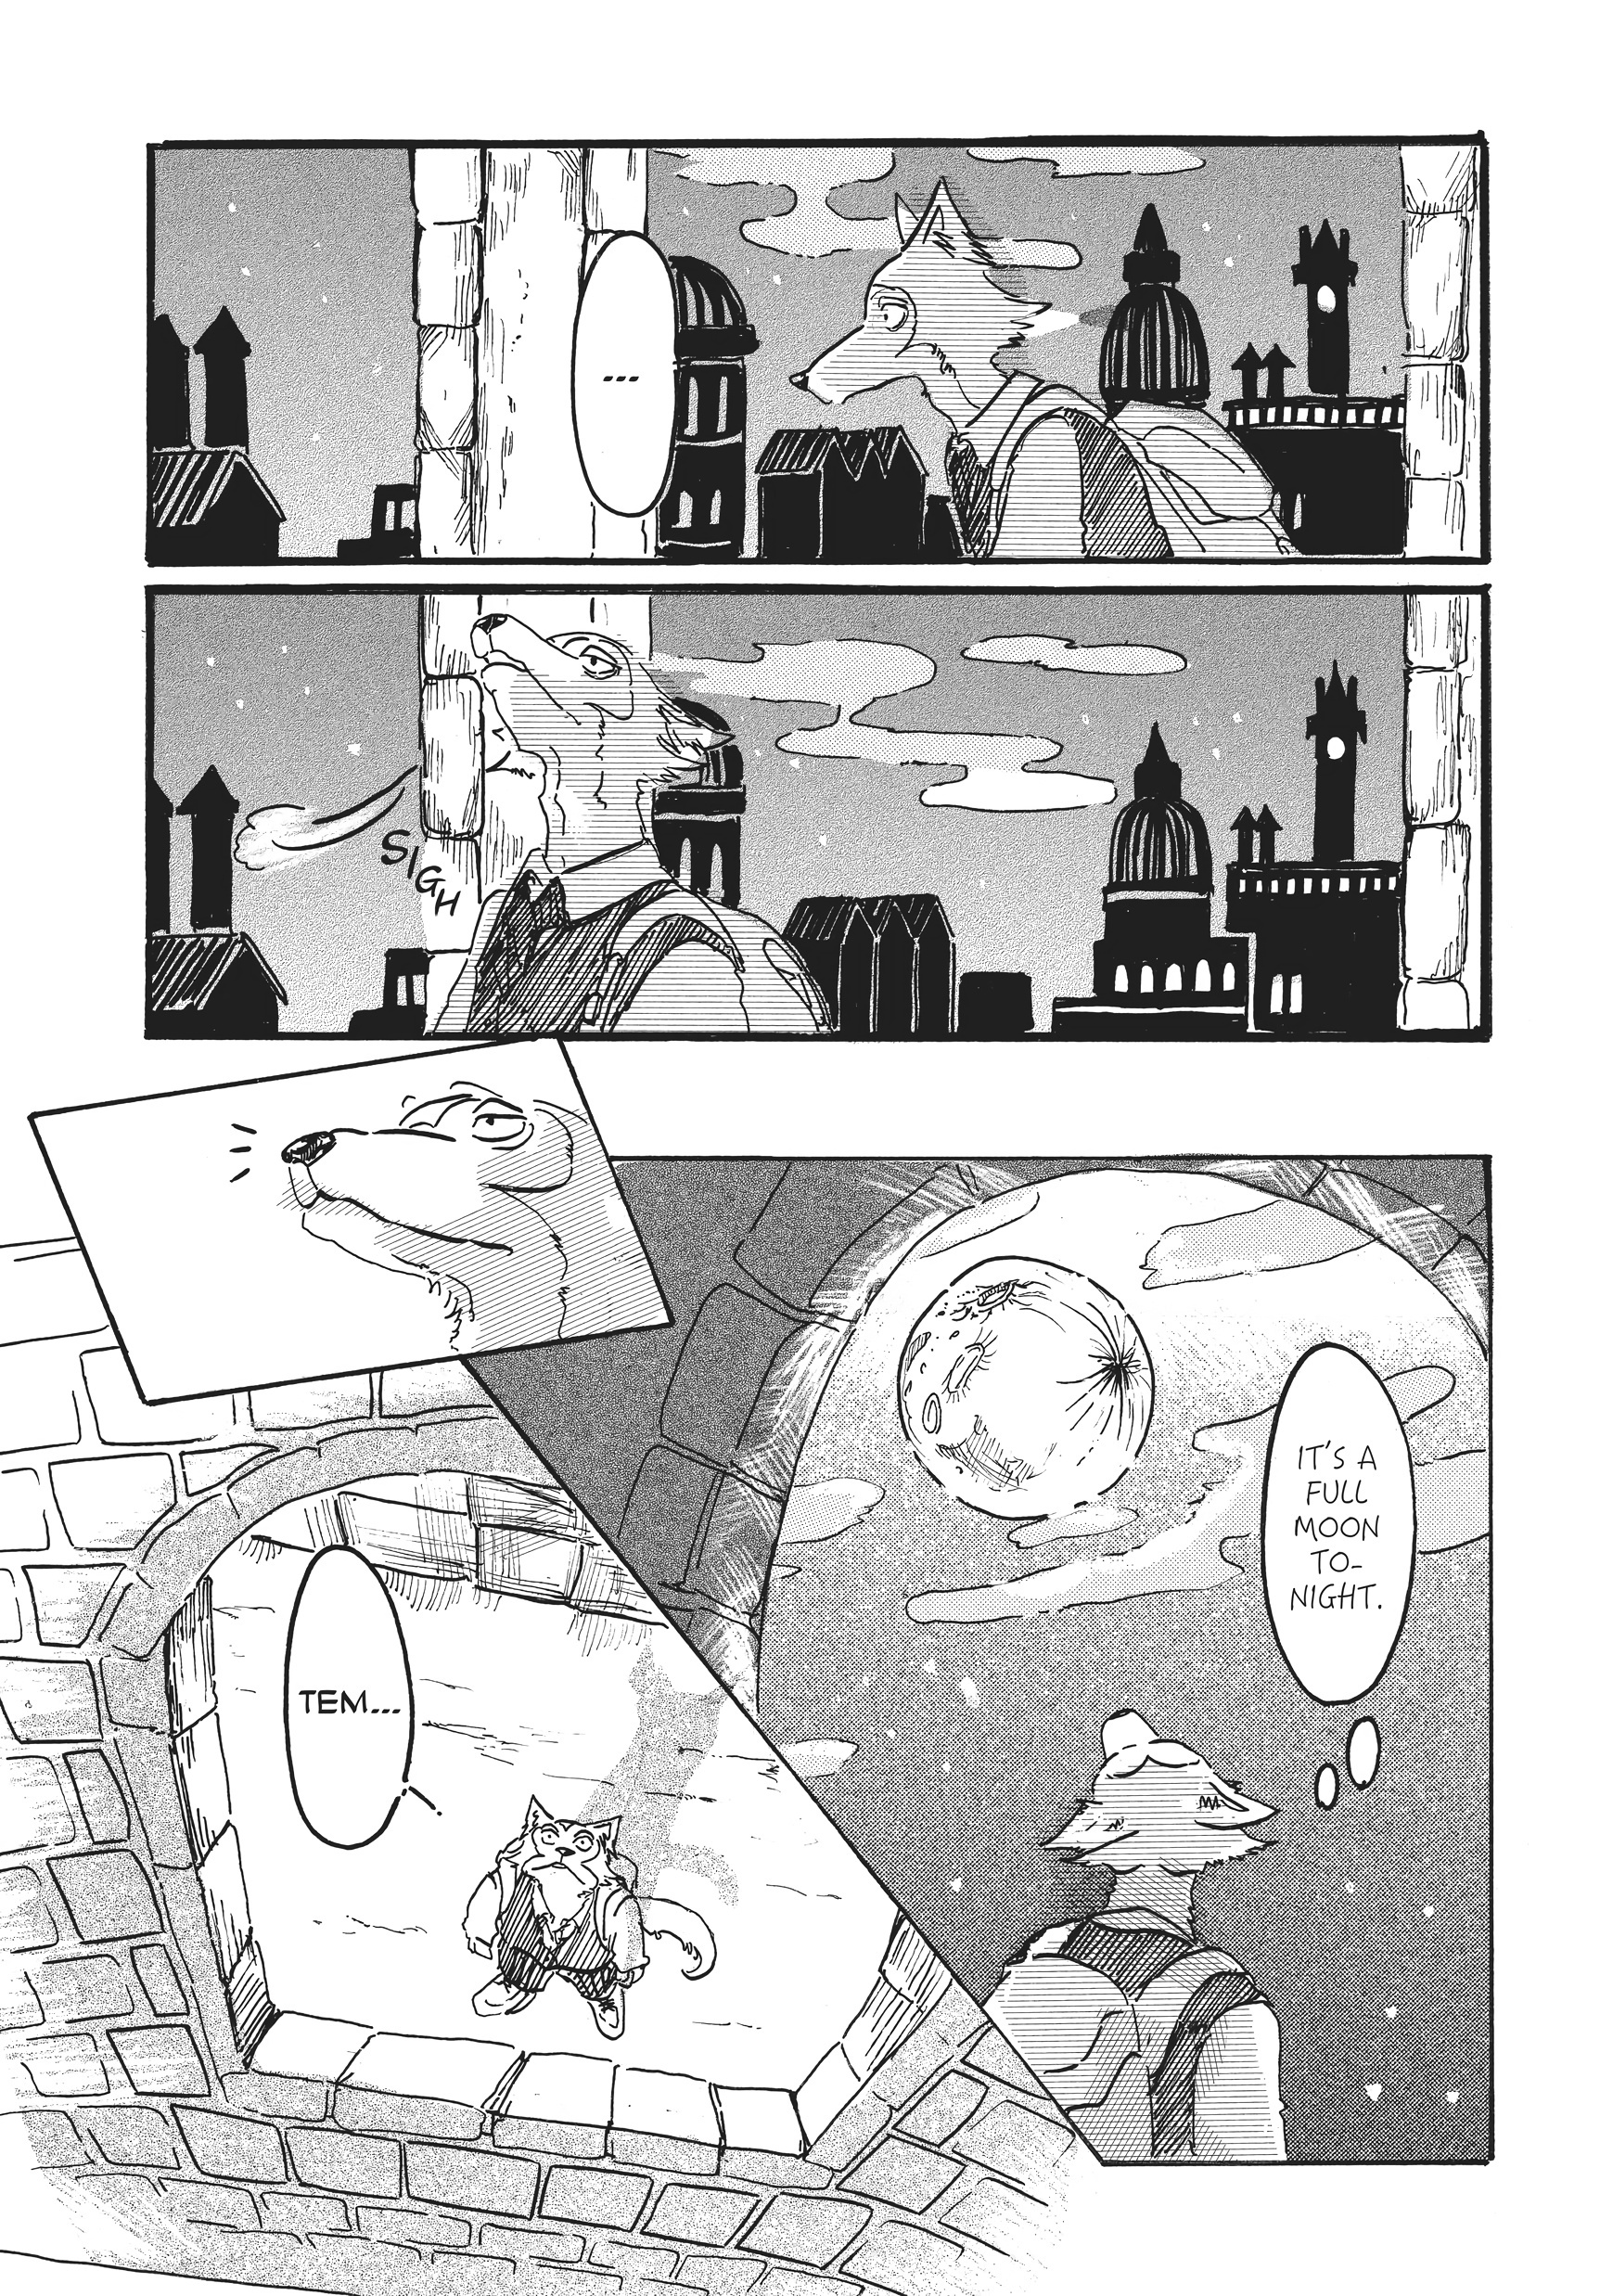 ...
SIGH
IT'S A
FULL
MOON
TO-
NIGHT.
TEM...